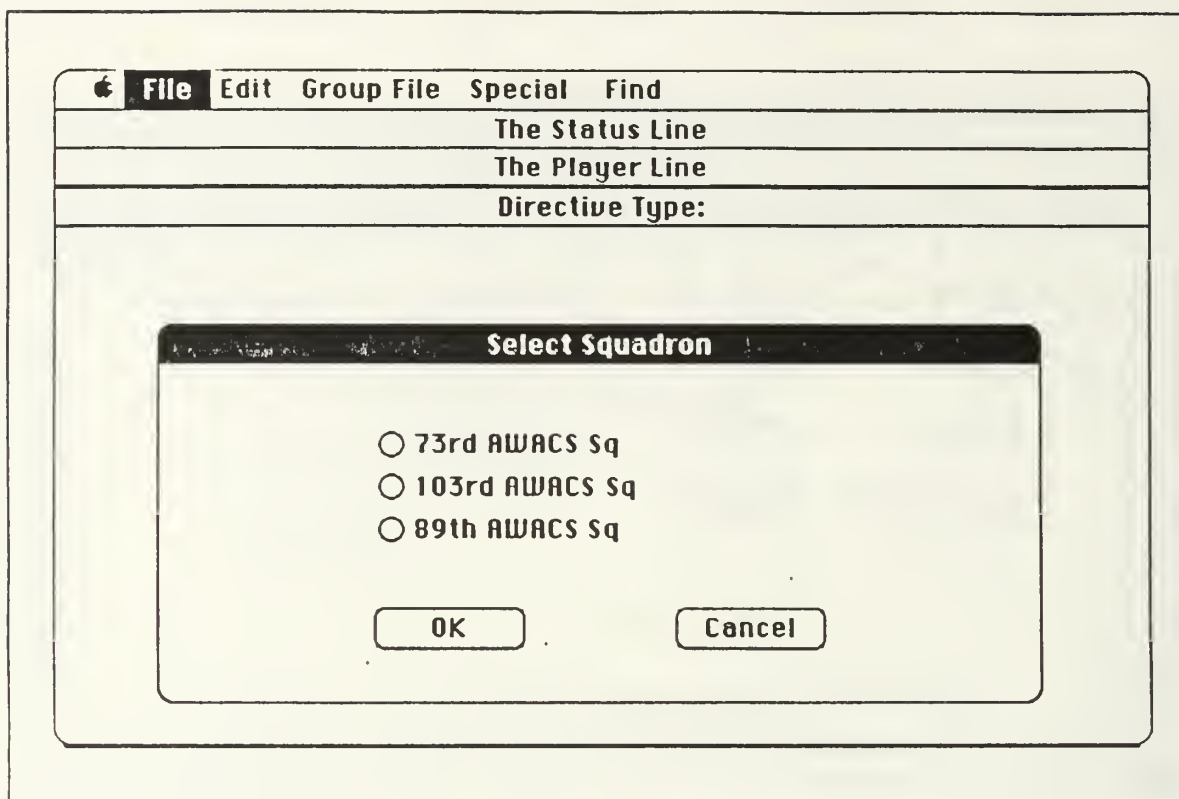 File Edit Group File Special Find
The Status Line
The Player Line
Directive Type:
Select Squadron
73rd AWACS Sq
103rd AWACS Sq
89th AWACS Sq
OK Cancel